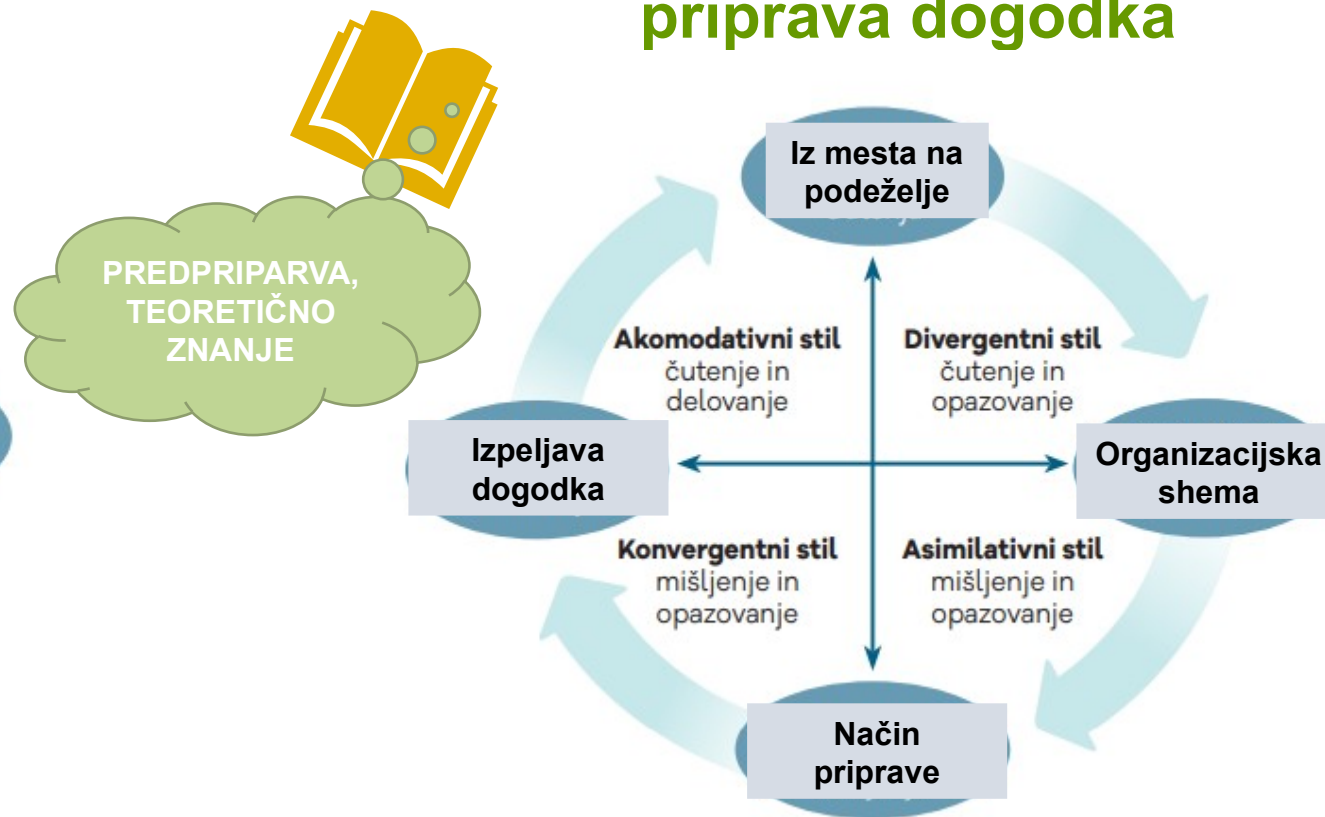 priprava dogodka
PREDPRIPARVA,
TEORETIČNO
ZNANJE
Iz mesta na
podeželje
Akomodativni stil
čutenje in
delovanje
Divergentni stil
čutenje in
opazovanje
Izpeljava
dogodka
Organizacijska
shema
Konvergentni stil
mišljenje in
opazovanje
Asimilativni stil
mišljenje in
opazovanje
Način
priprave